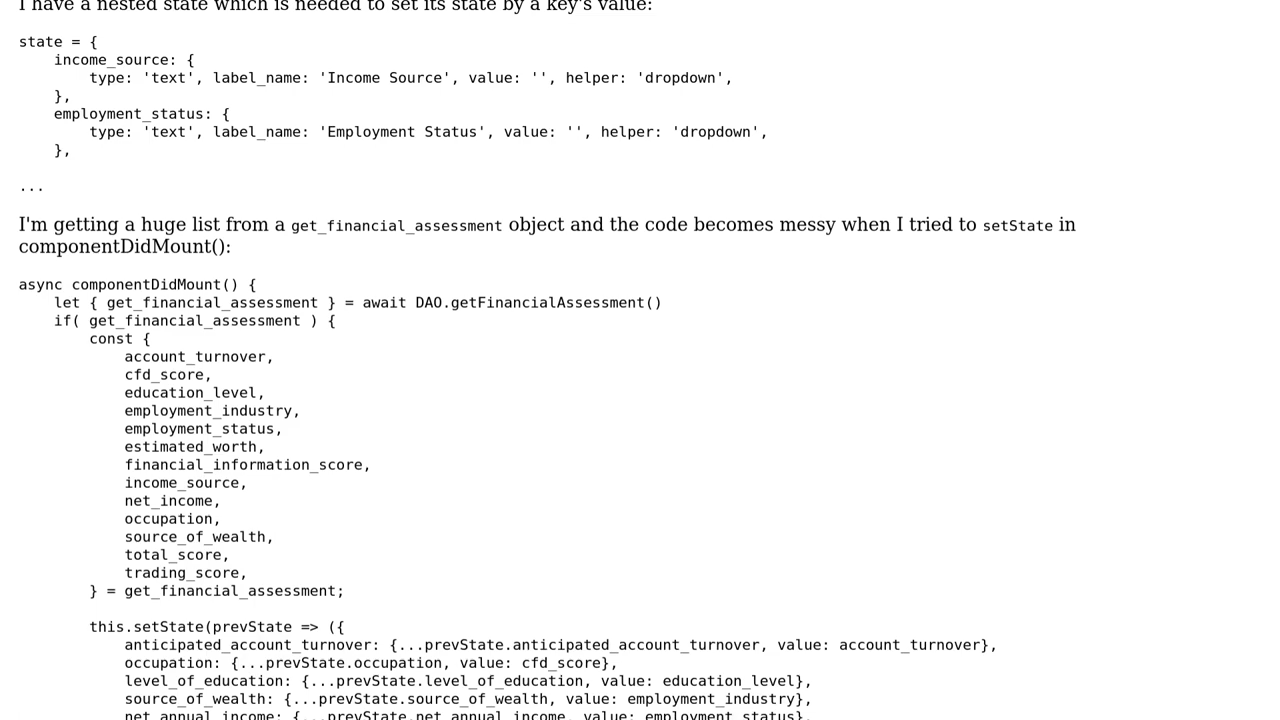 I have a nested state which is needed to set its state by a key's value:
state = {
    income_source: {
        type: 'text', label_name: 'Income Source', value: '', helper: 'dropdown',
    },
    employment_status: {
        type: 'text', label_name: 'Employment Status', value: '', helper: 'dropdown',
    },
...
I'm getting a huge list from a get_financial_assessment object and the code becomes messy when I tried to setState in
componentDidMount():
async componentDidMount() {
    let { get_financial_assessment } = await DAO.getFinancialAssessment()
    if( get_financial_assessment ) {
        const {
            account_turnover,
            cfd_score,
            education_level,
            employment_industry,
            employment_status,
            estimated_worth,
            financial_information_score,
            income_source,
            net_income,
            occupation,
            source_of_wealth,
            total_score,
            trading_score,
        } = get_financial_assessment;
        this.setState(prevState => ({
            anticipated_account_turnover: {...prevState.anticipated_account_turnover, value: account_turnover},
            occupation: {...prevState.occupation, value: cfd_score},
            level_of_education: {...prevState.level_of_education, value: education_level},
            source_of_wealth: {...prevState.source_of_wealth, value: employment_industry},
            net_annual_income: {...prevState.net_annual_income, value: employment_status},